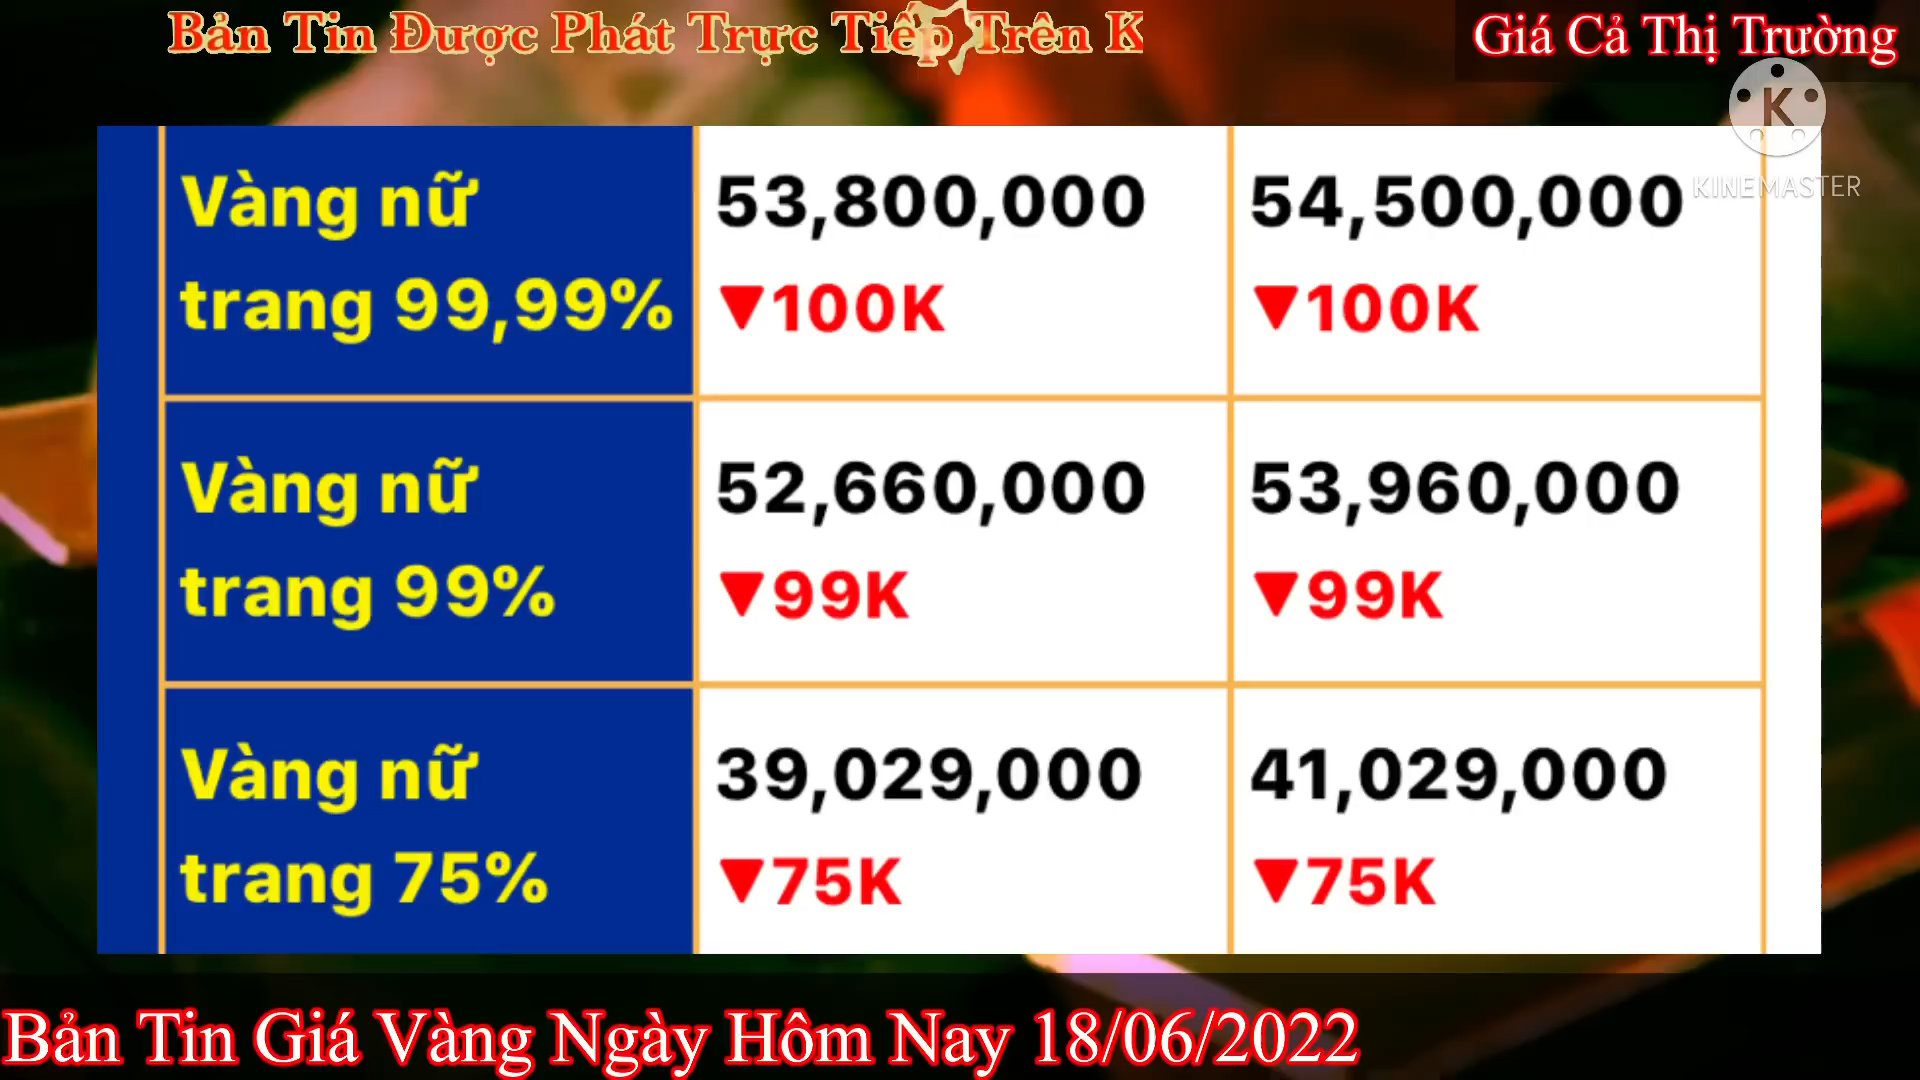 Bản Tin Được Phát Trực Tiếp Trên K
Giá Cả Thị Trường
K
KINEMASTER
Vàng nữ
trang 99,99%
53,800,000
▼100K
54,500,000
▼100K
Vàng nữ
trang 99%
52,660,000
▼99K
53,960,000
▼99K
Vàng nữ
trang 75%
39,029,000
▼75K
41,029,000
▼75K
Bản Tin Giá Vàng Ngày Hôm Nay 18/06/2022